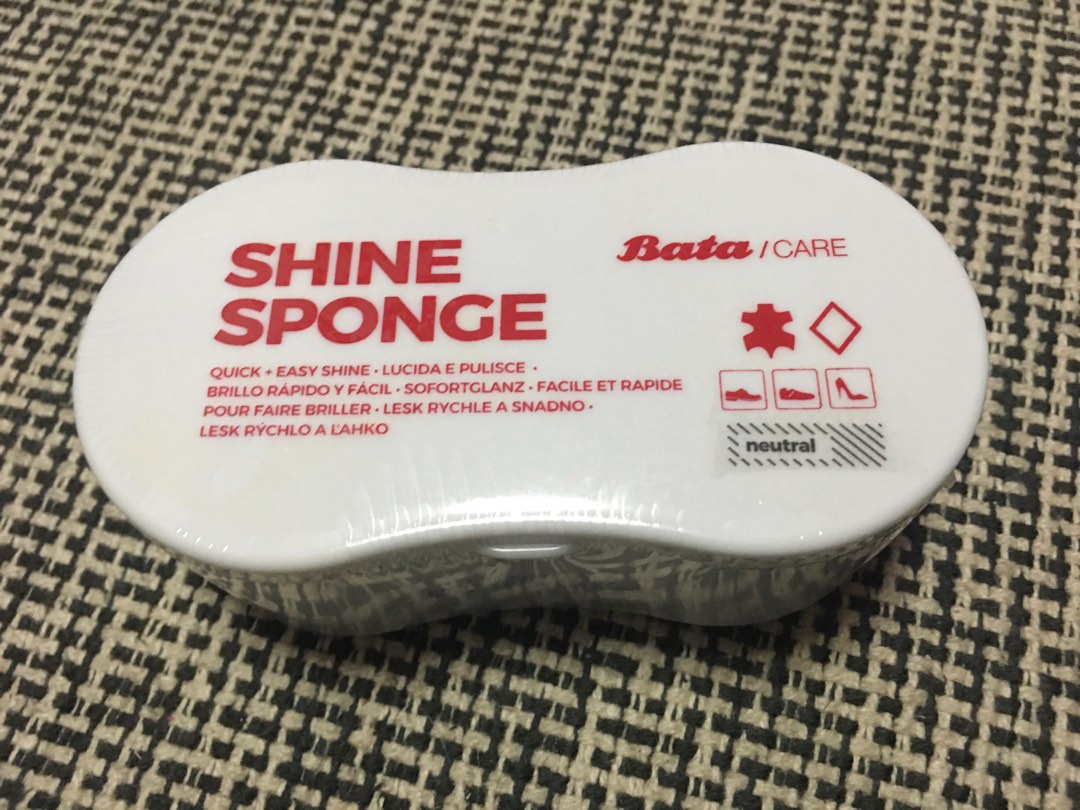 SHINE
SPONGE
QUICK + EASY SHINE · LUCIDA E PULISCE ·
BRILLO RÁPIDO Y FÁCIL · SOFORTGLANZ · FACILE ET RAPIDE
POUR FAIRE BRILLER · LESK RYCHLE A SNADNO ·
LESK RÝCHLO A ĽAHKO
Bata / CARE
neutral